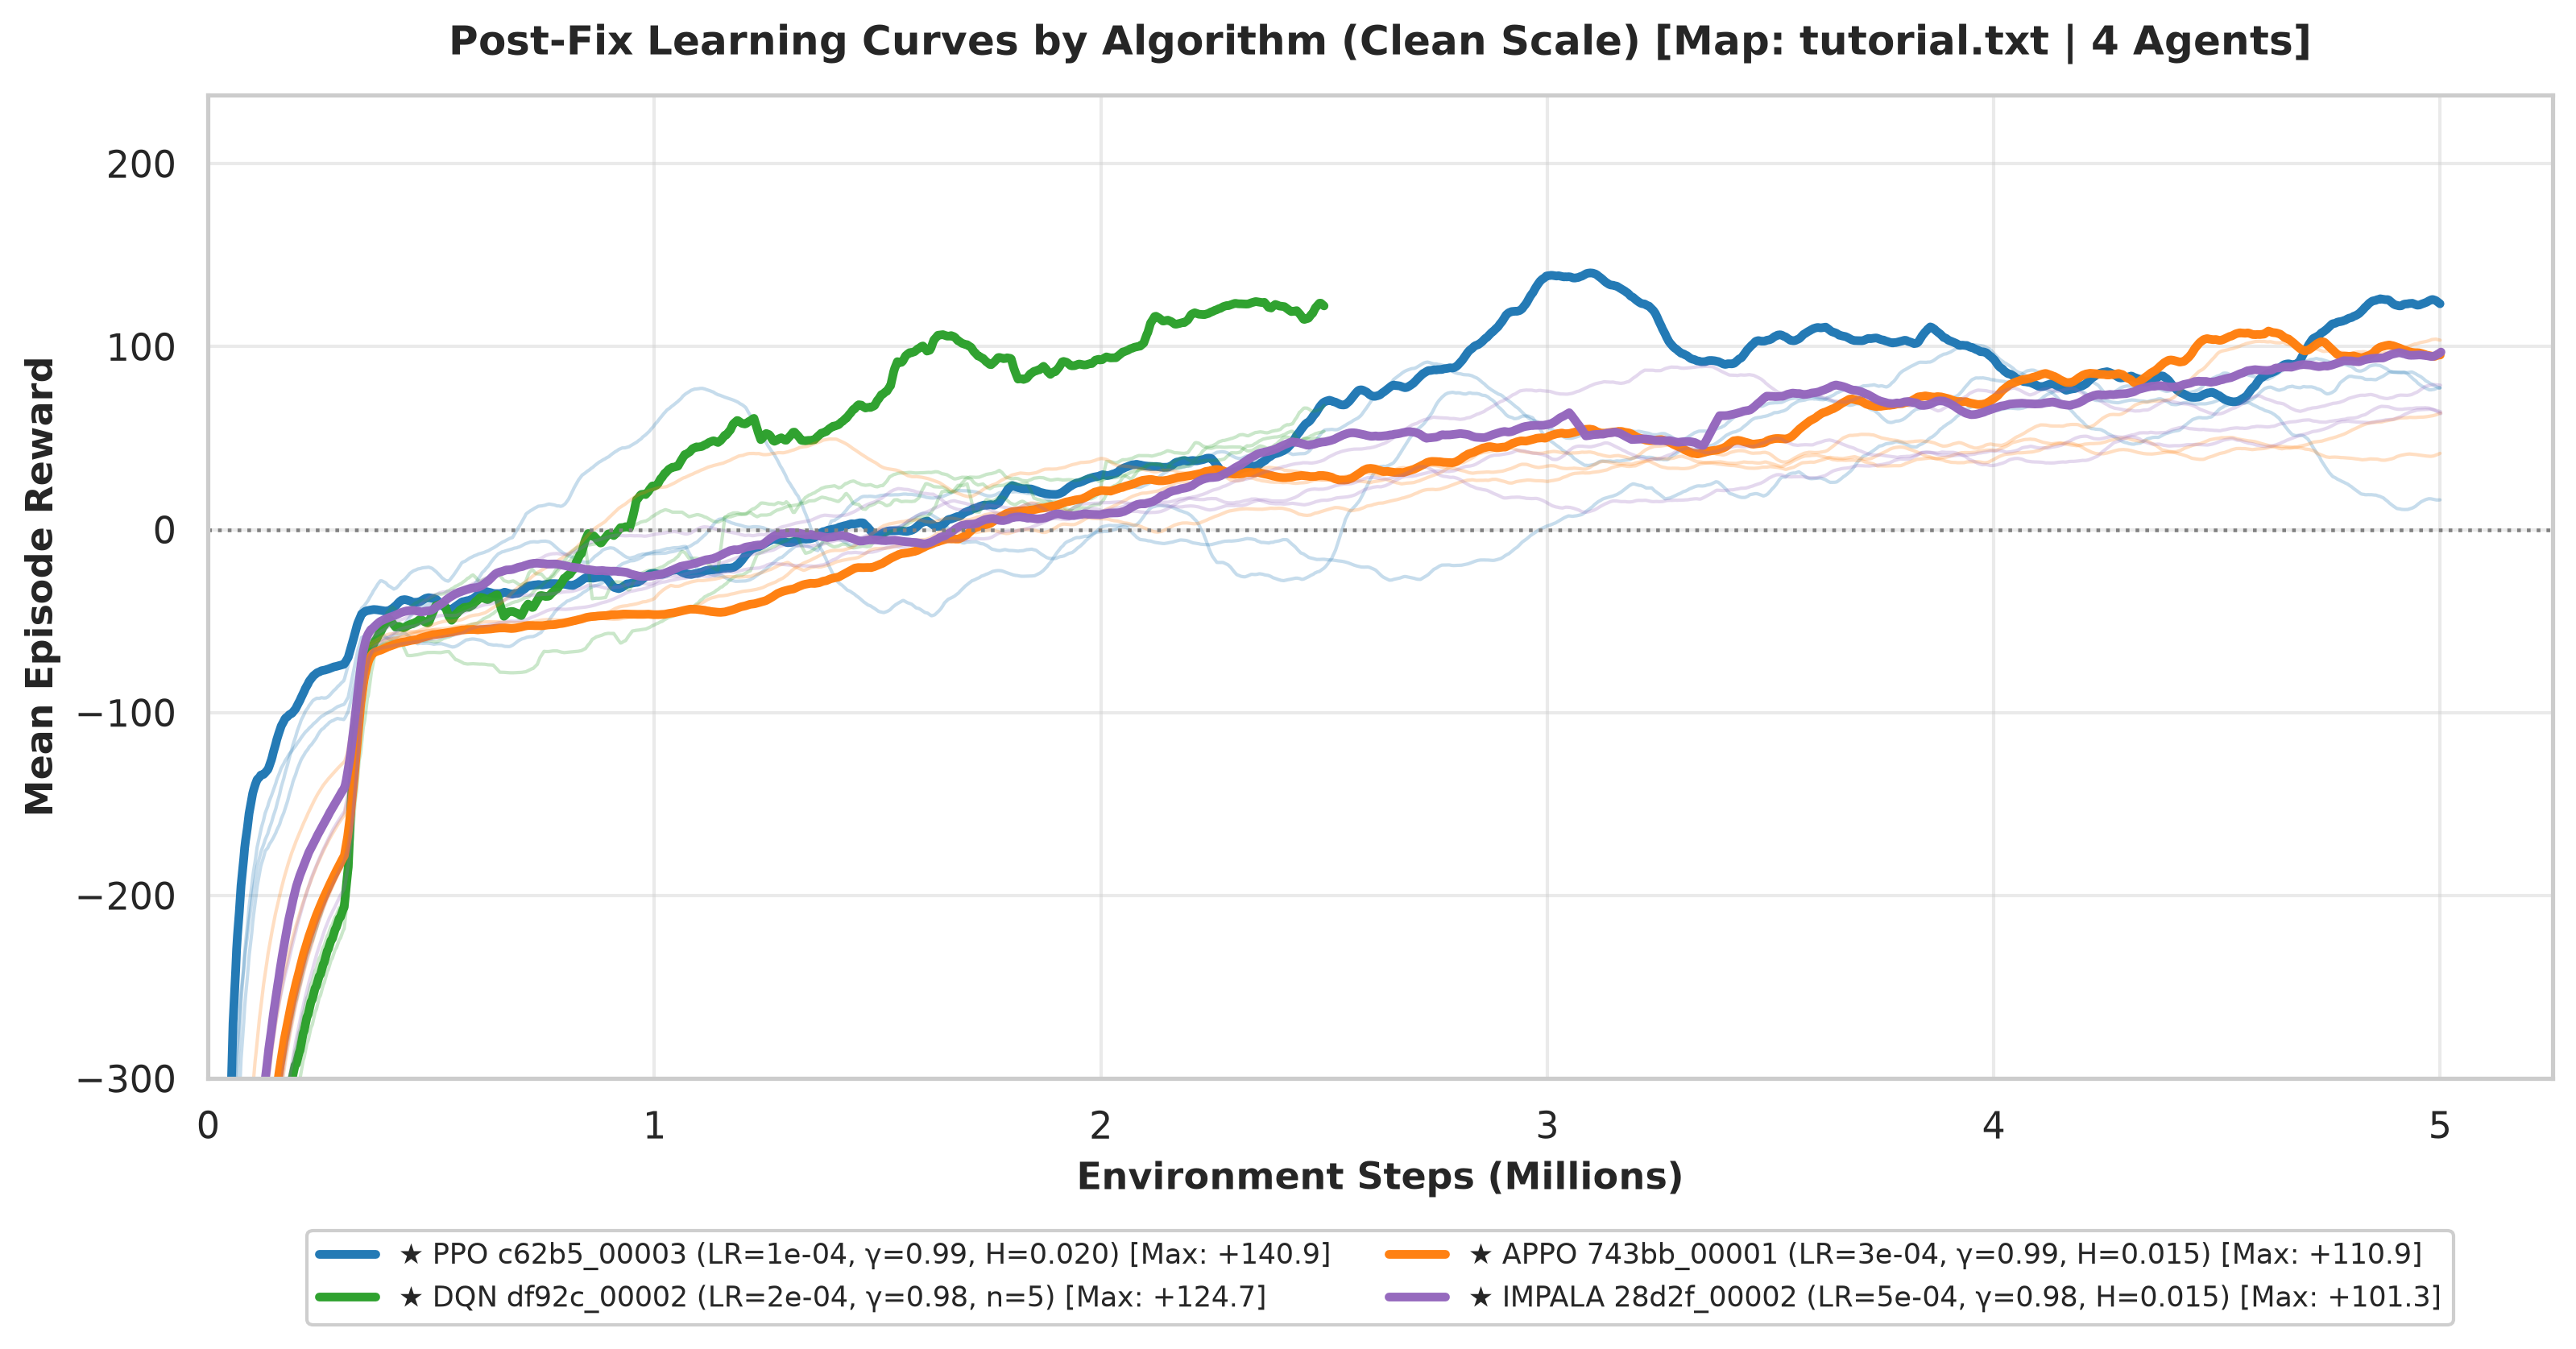 Post-Fix Learning Curves by Algorithm (Clean Scale) [Map: tutorial.txt | 4 Agents]
Mean Episode Reward
200
100
0
−100
−200
−300
0 1 2 3 4 5
Environment Steps (Millions)
★ PPO c62b5_00003 (LR=1e-04, γ=0.99, H=0.020) [Max: +140.9]
★ DQN df92c_00002 (LR=2e-04, γ=0.98, n=5) [Max: +124.7]
★ APPO 743bb_00001 (LR=3e-04, γ=0.99, H=0.015) [Max: +110.9]
★ IMPALA 28d2f_00002 (LR=5e-04, γ=0.98, H=0.015) [Max: +101.3]